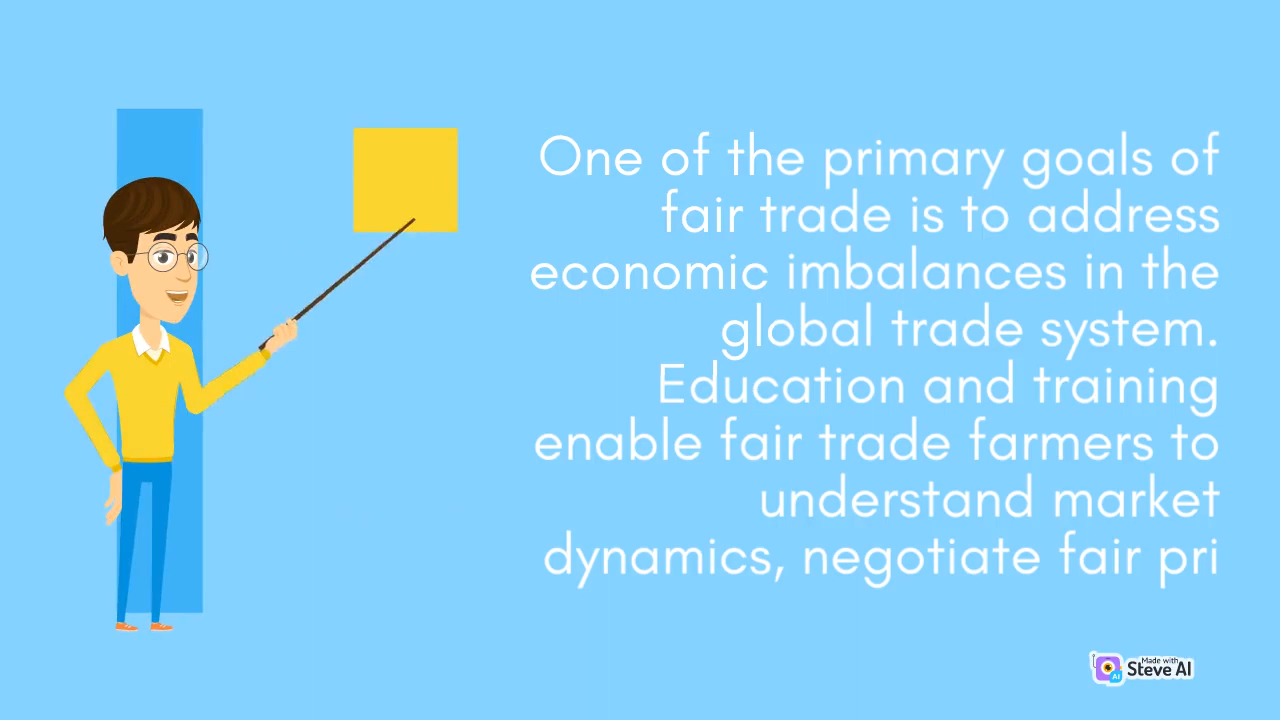 One of the primary goals of
fair trade is to address
economic imbalances in the
global trade system.
Education and training
enable fair trade farmers to
understand market
dynamics, negotiate fair pri
Made with
Steve AI
AI